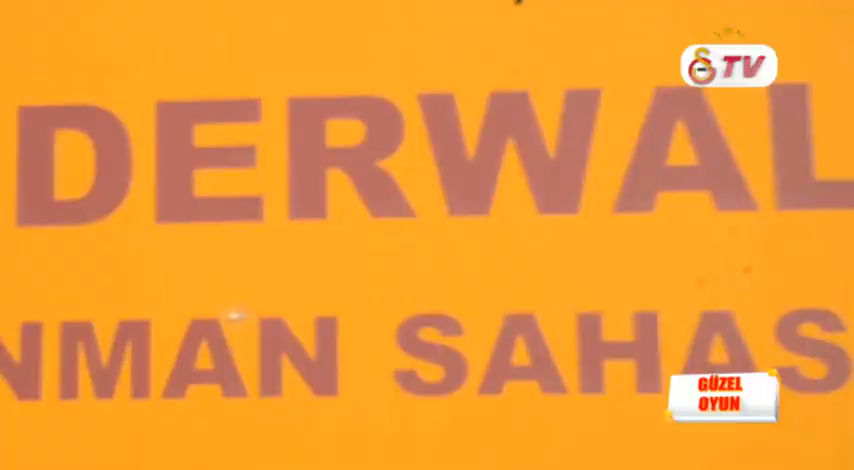 TV
DERWAL
NMAN SAHAS
GÜZEL
OYUN